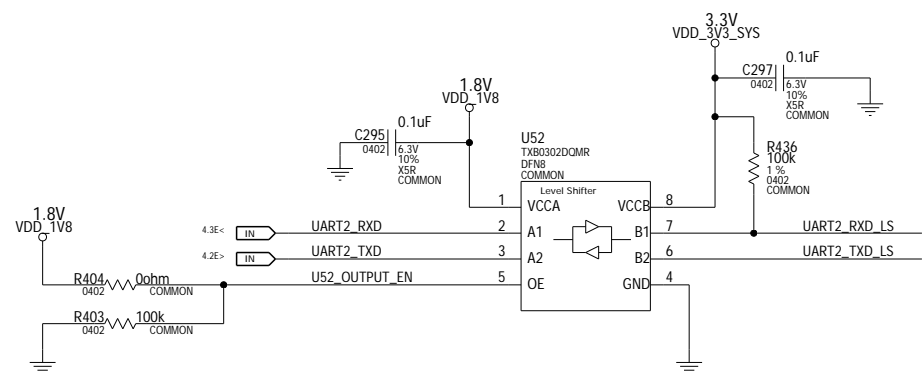 3.3V
VDD_3V3_SYS
C297
0402
0.1uF
6.3V
10%
X5R
COMMON
1.8V
VDD_1V8
C295
0402
0.1uF
6.3V
10%
X5R
COMMON
U52
TXB0302DQMR
DFN8
COMMON
R436
100k
1 %
0402
COMMON
Level Shifter
1 VCCA VCCB 8
1.8V
VDD_1V8
4.3E< IN UART2_RXD 2 A1 B1 7 UART2_RXD_LS
4.2E> IN UART2_TXD 3 A2 B2 6 UART2_TXD_LS
R404 0ohm U52_OUTPUT_EN 5 OE GND 4
0402 COMMON
R403 100k
0402 COMMON